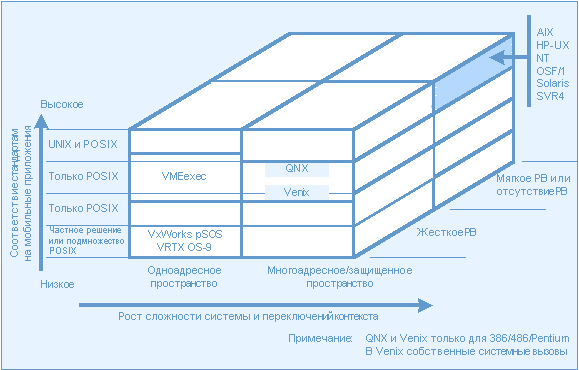 AIX
HP-UX
NT
OSF/1
Solaris
SVR4
Высокое
Соответствие стандартам
на мобильные приложения
UNIX и POSIX
Только POSIX
VMEexec
QNX
Venix
Только POSIX
Частное решение
или подмножество
POSIX
VxWorks pSOS
VRTX OS-9
Мягкое РВ или
отсутствие РВ
Жесткое РВ
Низкое
Одноадресное
пространство
Многоадресное/защищенное
пространство
Рост сложности системы и переключений контекста
Примечание: QNX и Venix только для 386/486/Pentium
В Venix собственные системные вызовы